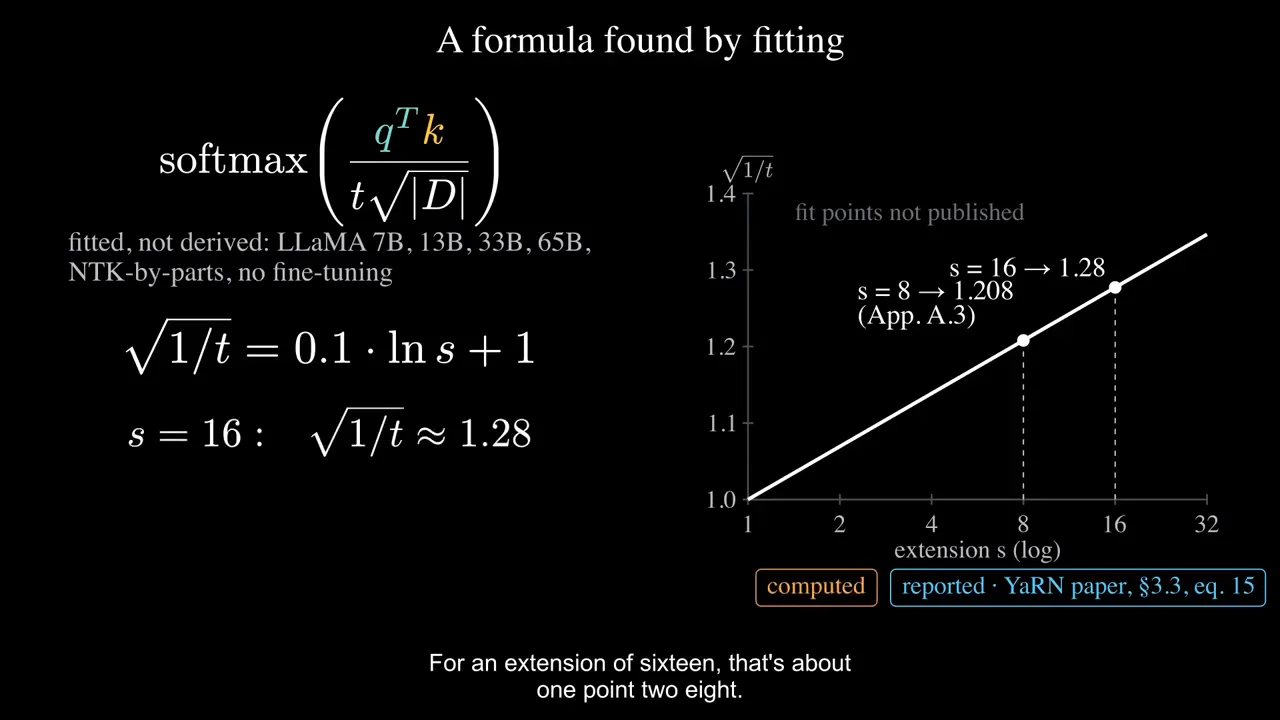 A formula found by fitting
softmax(q^T k / t√|D|)
fitted, not derived: LLaMA 7B, 13B, 33B, 65B,
NTK-by-parts, no fine-tuning
√1/t = 0.1 · ln s + 1
s = 16 : √1/t ≈ 1.28
√1/t
1.4
fit points not published
1.3
s = 16 → 1.28
s = 8 → 1.208
(App. A.3)
1.2
1.1
1.0
1 2 4 8 16 32
extension s (log)
computed
reported · YaRN paper, §3.3, eq. 15
For an extension of sixteen, that's about
one point two eight.